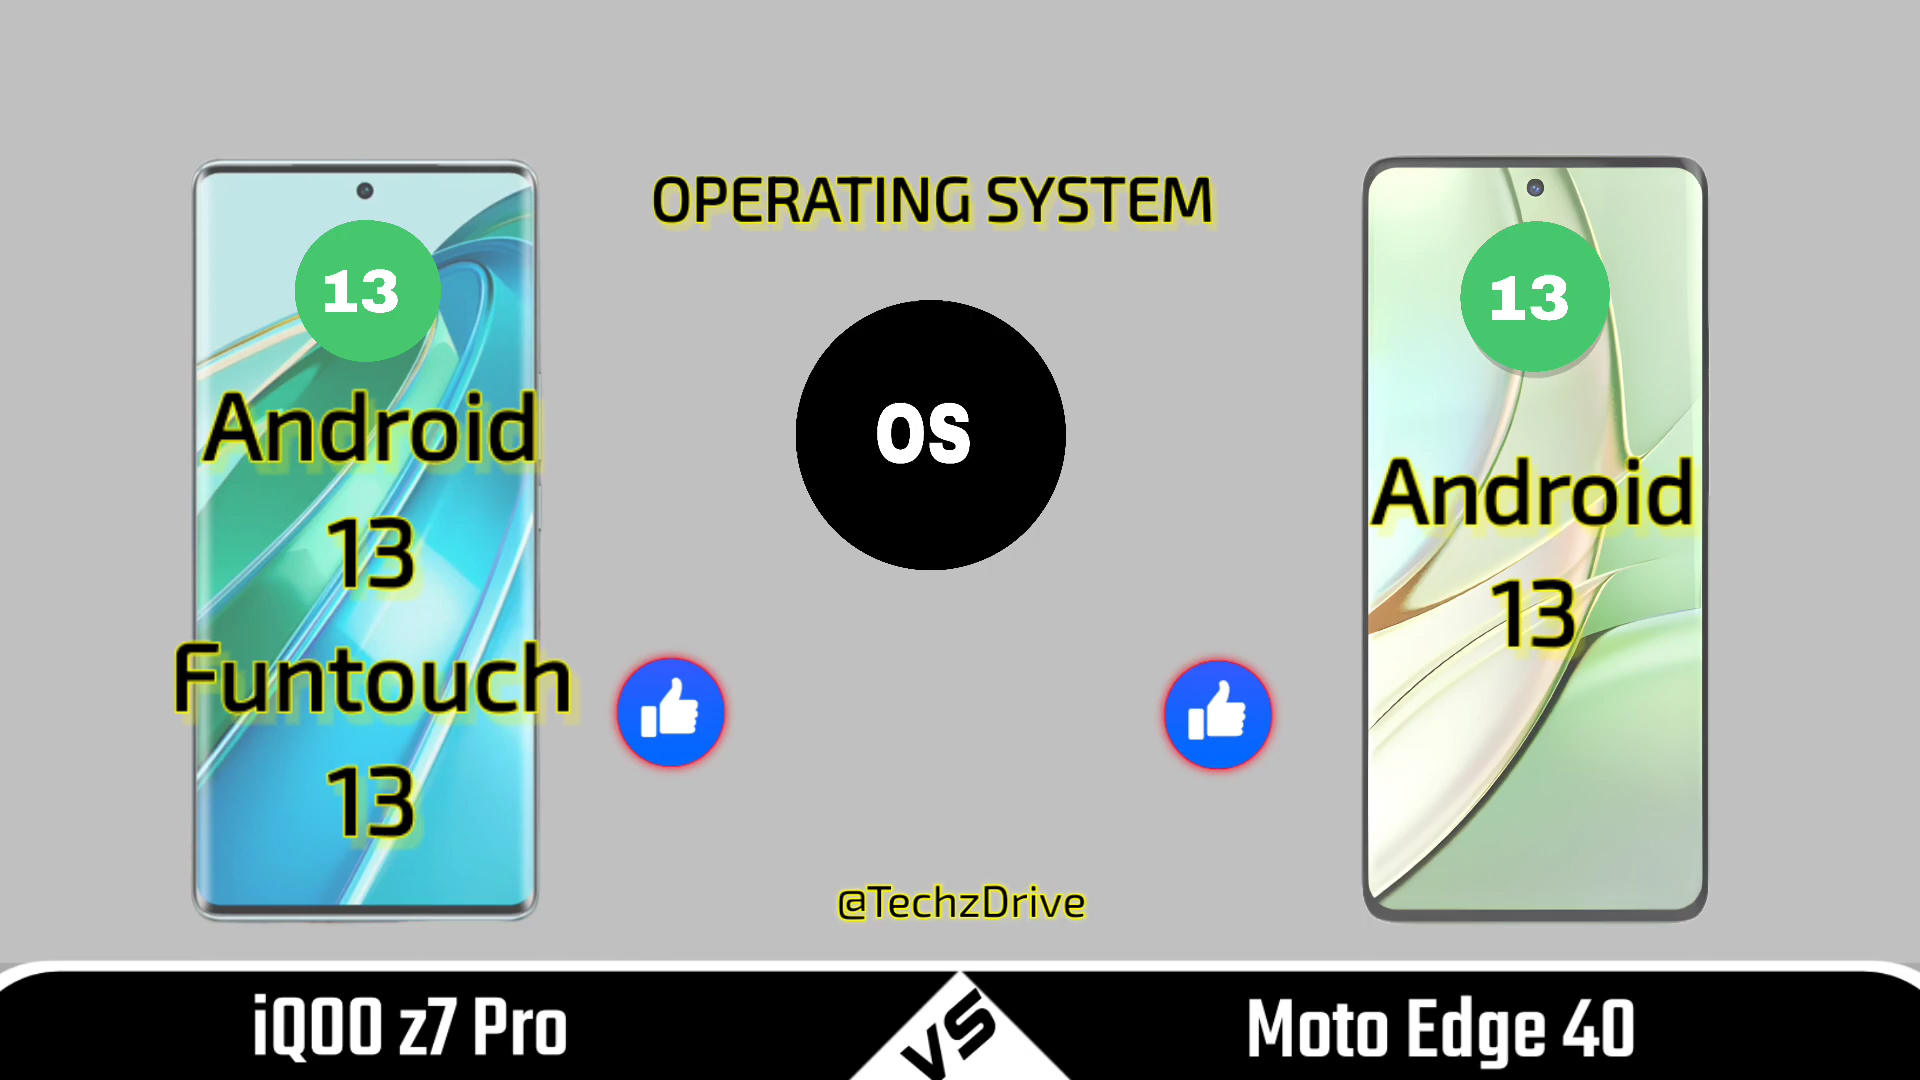 OPERATING SYSTEM
13
Android
13
Funtouch
13
OS
13
Android
13
@TechzDrive
iQOO z7 Pro
VS
Moto Edge 40